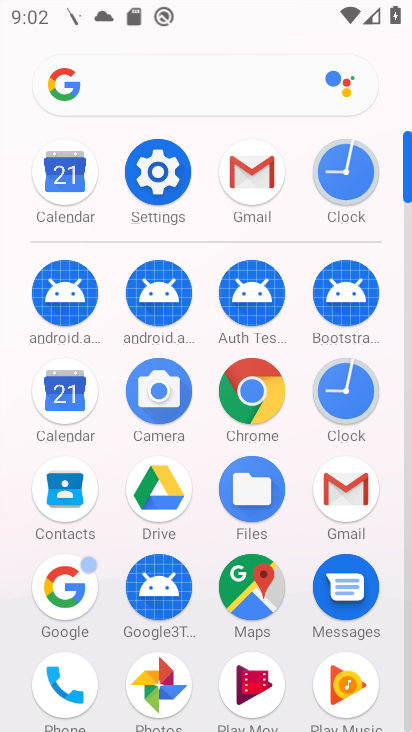 9:02
Calendar Settings Gmail Clock
android.a... android.a... Auth Tes... Bootstra...
21
Calendar Camera Chrome Clock
Contacts Drive Files Gmail
Google Google3T... Maps Messages
Phone Photos Play Mov... Play Music